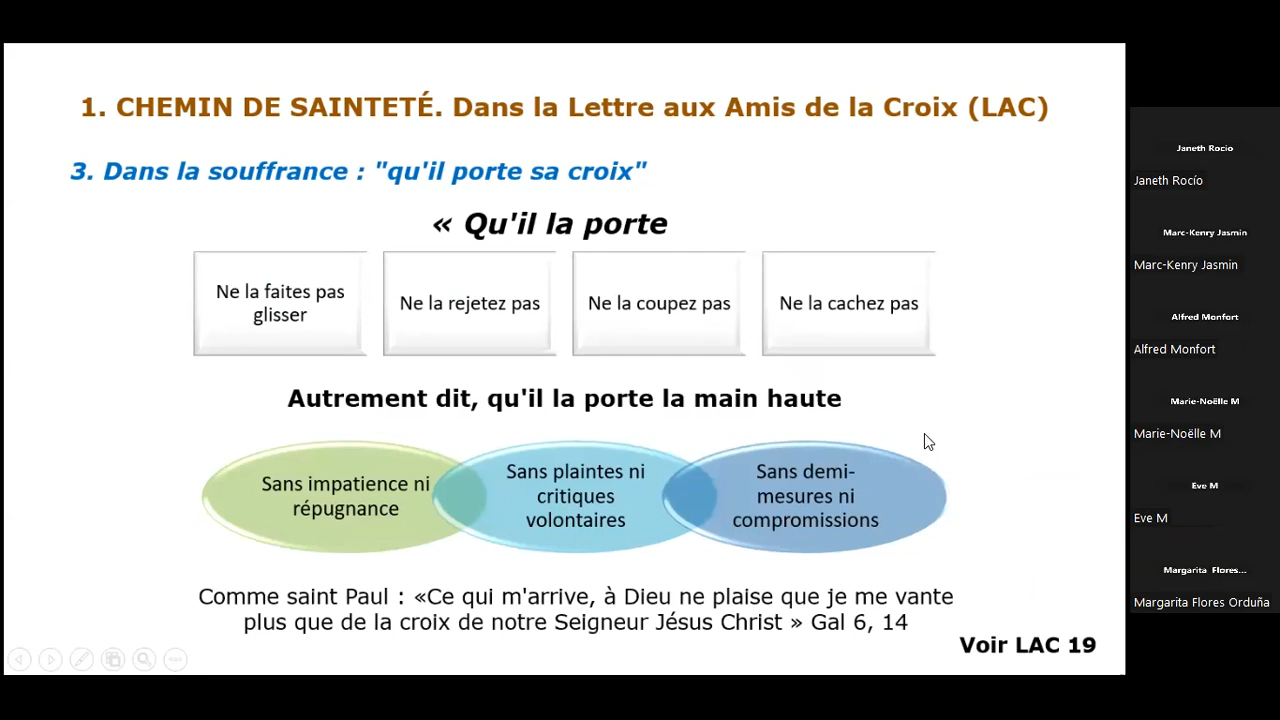 1. CHEMIN DE SAINTETÉ. Dans la Lettre aux Amis de la Croix (LAC)
3. Dans la souffrance : "qu'il porte sa croix"
« Qu'il la porte
Ne la faites pas
glisser
Ne la rejetez pas
Ne la coupez pas
Ne la cachez pas
Autrement dit, qu'il la porte la main haute
Sans impatience ni
répugnance
Sans plaintes ni
critiques
volontaires
Sans demi-
mesures ni
compromissions
Comme saint Paul : «Ce qui m'arrive, à Dieu ne plaise que je me vante
plus que de la croix de notre Seigneur Jésus Christ » Gal 6, 14
Voir LAC 19
Janeth Rocio
Janeth Rocío
Marc-Kenry Jasmin
Marc-Kenry Jasmin
Alfred Monfort
Alfred Monfort
Marie-Noëlle M
Marie-Noëlle M
Eve M
Eve M
Margarita Flores...
Margarita Flores Orduña